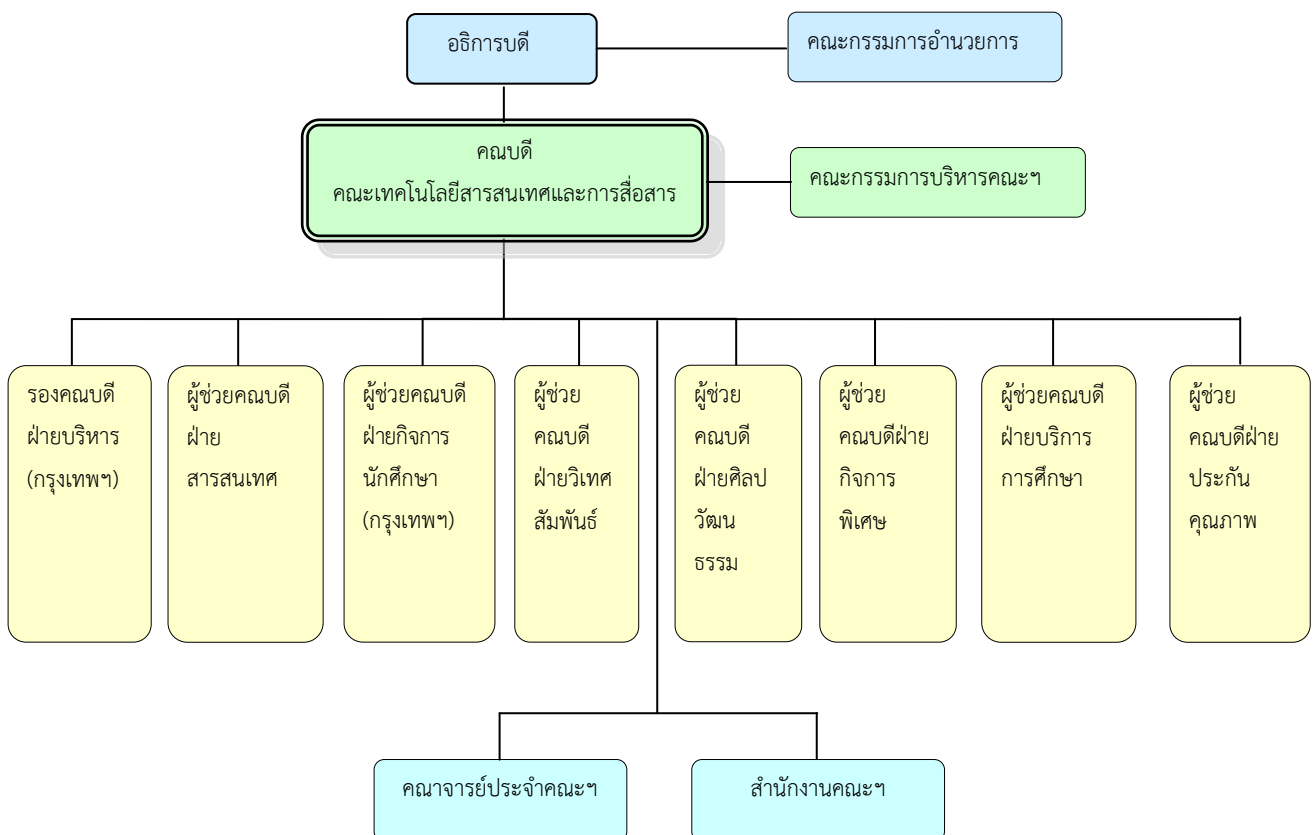 อธิการบดี
คณะกรรมการอำนวยการ
คณบดี
คณะเทคโนโลยีสารสนเทศและการสื่อสาร
คณะกรรมการบริหารคณะฯ
รองคณบดี
ฝ่ายบริหาร
(กรุงเทพฯ)
ผู้ช่วยคณบดี
ฝ่าย
สารสนเทศ
ผู้ช่วยคณบดี
ฝ่ายกิจการ
นักศึกษา
(กรุงเทพฯ)
ผู้ช่วย
คณบดี
ฝ่ายวิเทศ
สัมพันธ์
ผู้ช่วย
คณบดี
ฝ่ายศิลป
วัฒน
ธรรม
ผู้ช่วย
คณบดีฝ่าย
กิจการ
พิเศษ
ผู้ช่วยคณบดี
ฝ่ายบริการ
การศึกษา
ผู้ช่วย
คณบดีฝ่าย
ประกัน
คุณภาพ
คณาจารย์ประจำคณะฯ
สำนักงานคณะฯ